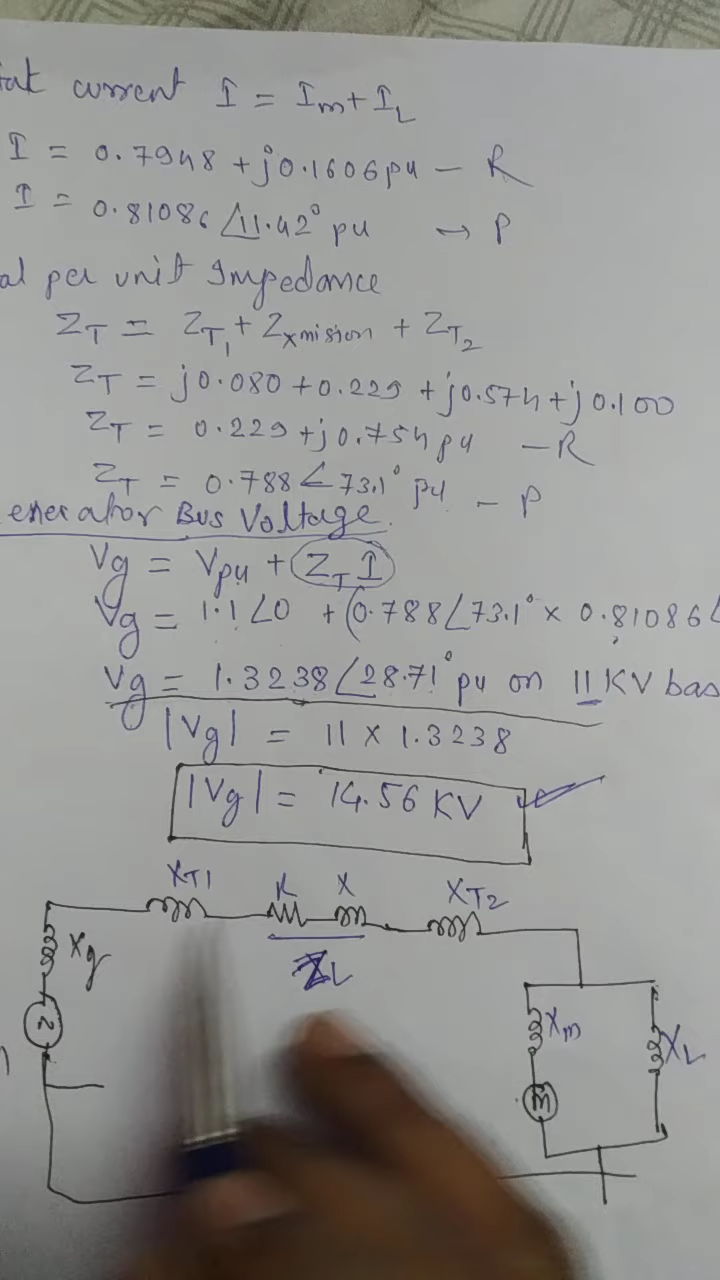 current I = Im + IL
I = 0.7948 + j0.1606 pu — R
I = 0.81086 ∠11.42° pu → P
per unit Impedance
ZT = ZT1 + Zxmision + ZT2
ZT = j0.080 + 0.229 + j0.574 + j0.100
ZT = 0.229 + j0.754 pu — R
ZT = 0.788 ∠73.1° pu — P
enerator Bus Voltage
Vg = Vpu + (ZT I)
Vg = 1.1∠0 + (0.788∠73.1° × 0.81086∠
Vg = 1.3238∠28.71° pu on 11 KV bas
|Vg| = 11 × 1.3238
|Vg| = 14.56 KV
XT1 R X XT2
Xg
ZL
Xm XL
m